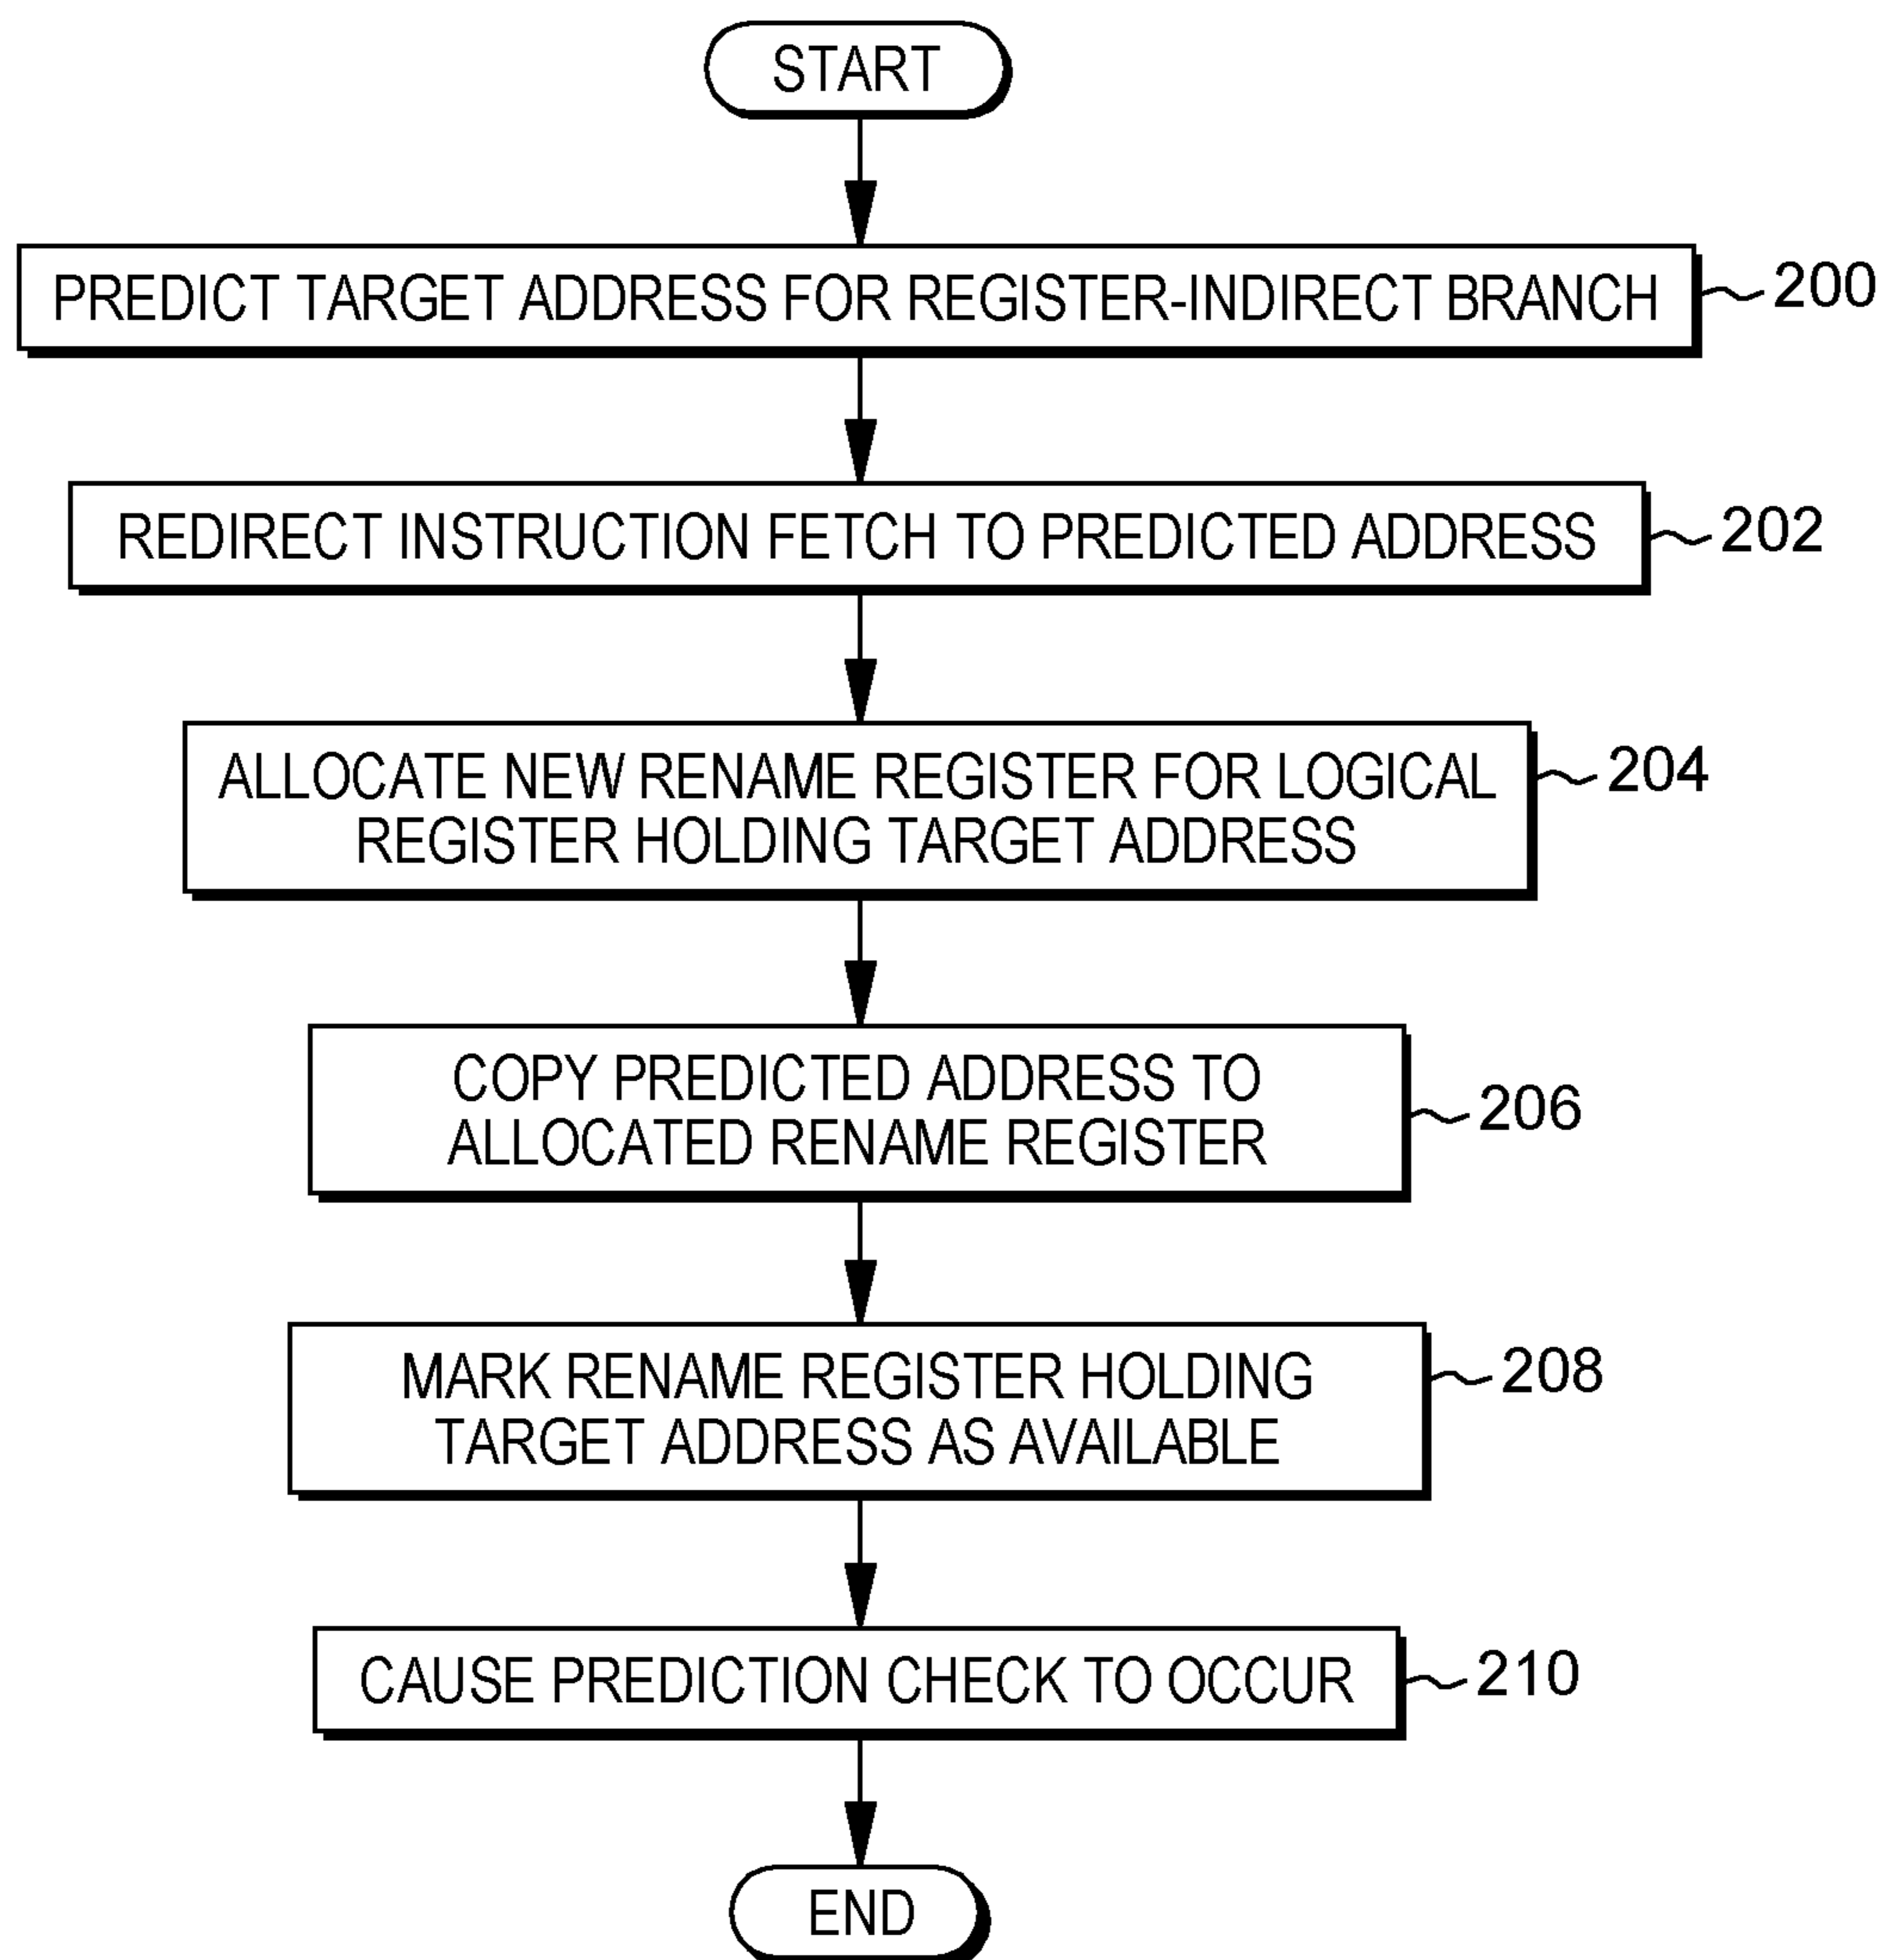 START
PREDICT TARGET ADDRESS FOR REGISTER-INDIRECT BRANCH
200
REDIRECT INSTRUCTION FETCH TO PREDICTED ADDRESS
202
ALLOCATE NEW RENAME REGISTER FOR LOGICAL
REGISTER HOLDING TARGET ADDRESS
204
COPY PREDICTED ADDRESS TO
ALLOCATED RENAME REGISTER
206
MARK RENAME REGISTER HOLDING
TARGET ADDRESS AS AVAILABLE
208
CAUSE PREDICTION CHECK TO OCCUR
210
END